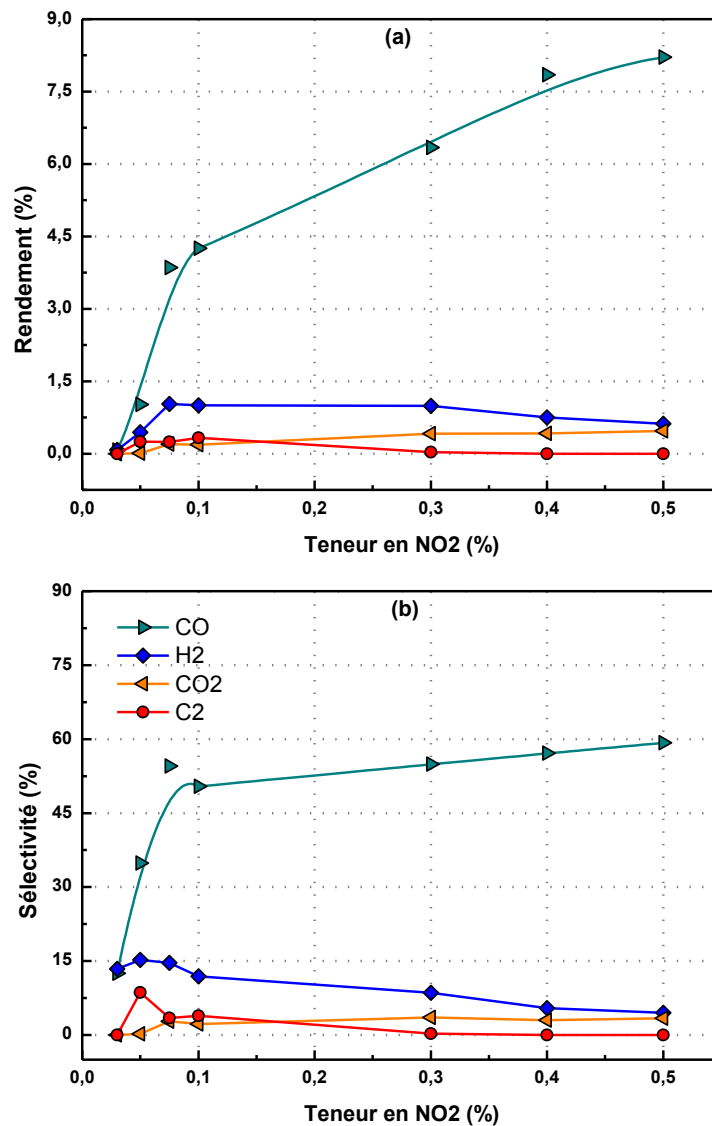 (a)
Rendement (%)
9,0
7,5
6,0
4,5
3,0
1,5
0,0
0,0 0,1 0,2 0,3 0,4 0,5
Teneur en NO2 (%)
(b)
Sélectivité (%)
90
75
60
45
30
15
0
CO
H2
CO2
C2
0,0 0,1 0,2 0,3 0,4 0,5
Teneur en NO2 (%)